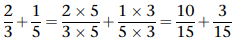 2/3 + 1/5 = (2 × 5)/(3 × 5) + (1 × 3)/(5 × 3) = 10/15 + 3/15